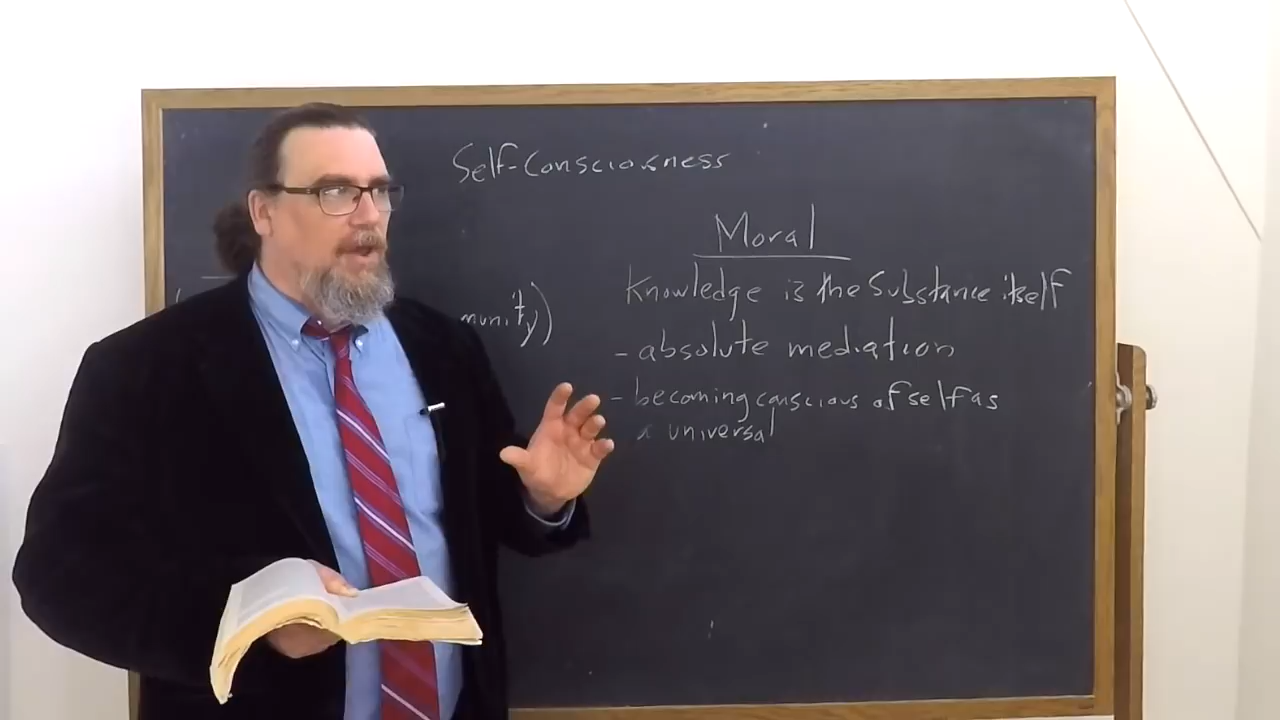 Self-Consciousness
Moral
Knowledge is the Substance itself
munity)
- absolute mediation
- becoming conscious of self as
a universal